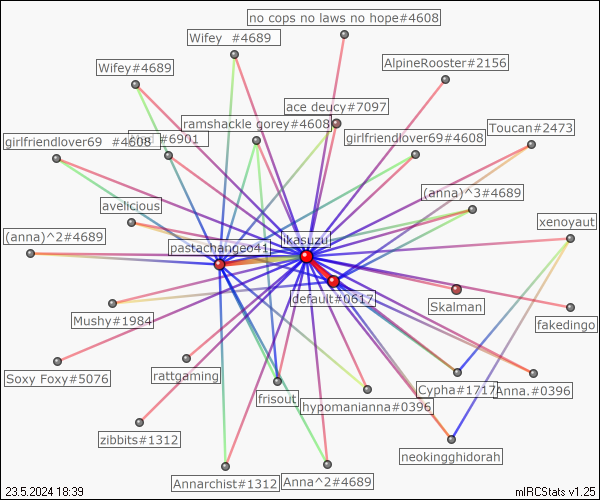 no cops no laws no hope#4608
Wifey #4689
AlpineRooster#2156
Wifey#4689
ace deucy#7097
ramshackle gorey#4608
Toucan#2473
girlfriendlover69 #4608
#6901
girlfriendlover69#4608
(anna)^3#4689
avelicious
xenoyaut
(anna)^2#4689
ikasuzu
pastachangeo41
default#0617
Skalman
Mushy#1984
fakedingo
Soxy Foxy#5076
rattgaming
Cypha#1717
Anna.#0396
frisout
hypomanianna#0396
zibbits#1312
neokingghidorah
Annarchist#1312
Anna^2#4689
23.5.2024 18:39
mIRCStats v1.25